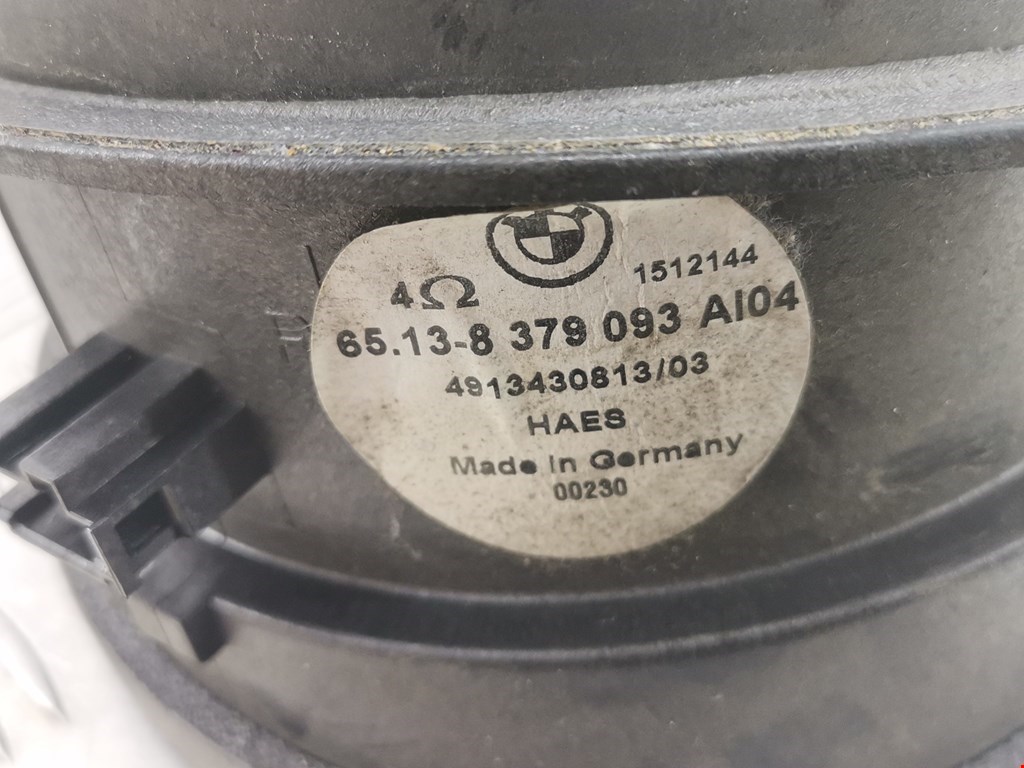 1512144
4Ω
65.13-8 379 093 AI04
4913430813/03
HAES
Made in Germany
00230